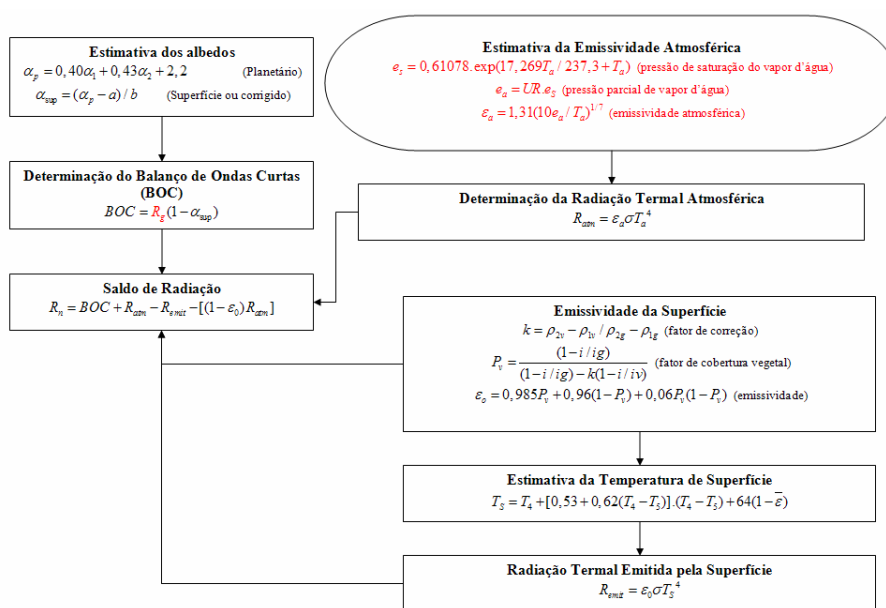 Estimativa dos albedos
α_p = 0,40α_1 + 0,43α_2 + 2,2 (Planetário)
α_sup = (α_p − a) / b (Superfície ou corrigido)
Estimativa da Emissividade Atmosférica
e_s = 0,61078.exp(17,269T_a / 237,3 + T_a) (pressão de saturação do vapor d'água)
e_a = UR.e_S (pressão parcial de vapor d'água)
ε_a = 1,31(10e_a / T_a)^1/7 (emissividade atmosférica)
Determinação do Balanço de Ondas Curtas
(BOC)
BOC = R_g(1 − α_sup)
Determinação da Radiação Termal Atmosférica
R_atm = ε_a σT_a^4
Saldo de Radiação
R_n = BOC + R_atm − R_emit − [(1 − ε_0)R_atm]
Emissividade da Superfície
k = ρ_2v − ρ_1v / ρ_2g − ρ_1g (fator de correção)
P_v = (1 − i / ig) / (1 − i / ig) − k(1 − i / iv) (fator de cobertura vegetal)
ε_o = 0,985P_v + 0,96(1 − P_v) + 0,06P_v(1 − P_v) (emissividade)
Estimativa da Temperatura de Superfície
T_S = T_4 + [0,53 + 0,62(T_4 − T_5)].(T_4 − T_5) + 64(1 − ε̅)
Radiação Termal Emitida pela Superfície
R_emit = ε_0 σT_S^4